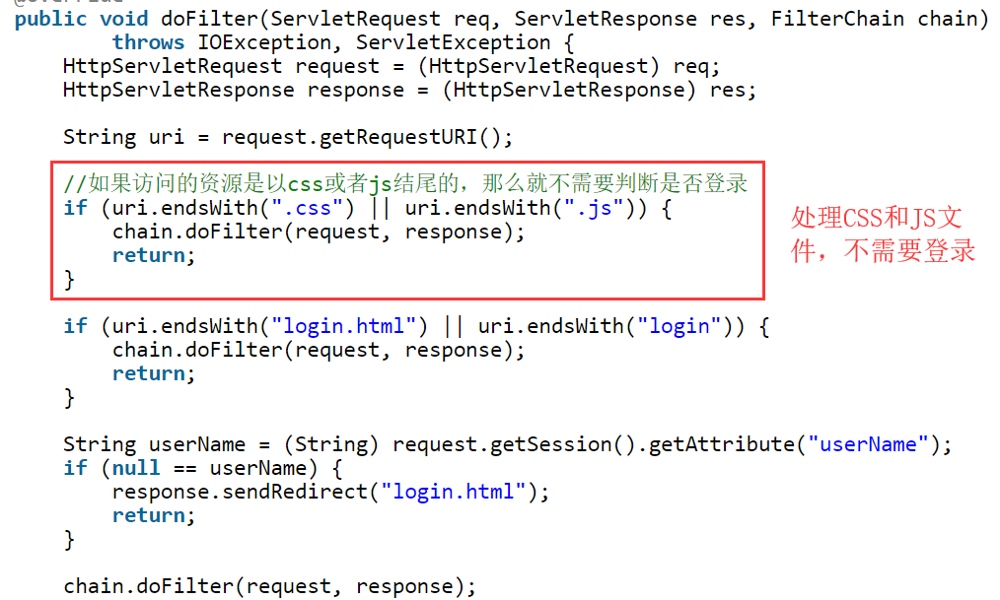 @Override
public void doFilter(ServletRequest req, ServletResponse res, FilterChain chain)
throws IOException, ServletException {
HttpServletRequest request = (HttpServletRequest) req;
HttpServletResponse response = (HttpServletResponse) res;
String uri = request.getRequestURI();
//如果访问的资源是以css或者js结尾的，那么就不需要判断是否登录
if (uri.endsWith(".css") || uri.endsWith(".js")) {
chain.doFilter(request, response);
return;
}
处理CSS和JS文
件，不需要登录
if (uri.endsWith("login.html") || uri.endsWith("login")) {
chain.doFilter(request, response);
return;
}
String userName = (String) request.getSession().getAttribute("userName");
if (null == userName) {
response.sendRedirect("login.html");
return;
}
chain.doFilter(request, response);